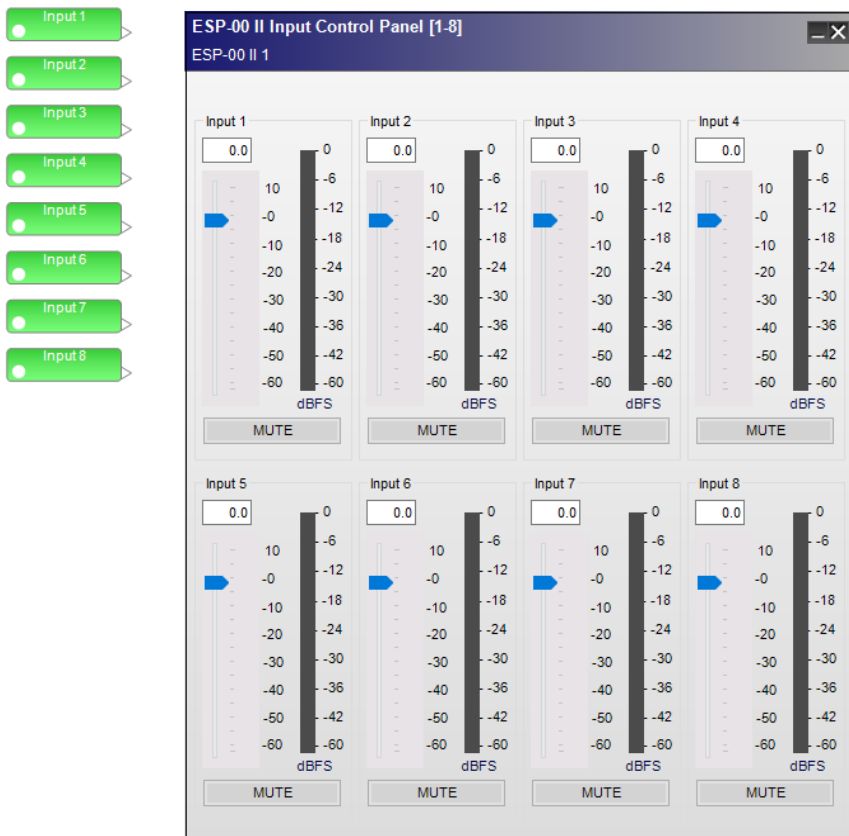 Input 1
Input 2
Input 3
Input 4
Input 5
Input 6
Input 7
Input 8
ESP-00 II Input Control Panel [1-8]
ESP-00 II 1
Input 1 Input 2 Input 3 Input 4
0.0 0.0 0.0 0.0
0 0 0 0
-6 -6 -6 -6
10 10 10 10
-12 -12 -12 -12
-0 -0 -0 -0
-18 -18 -18 -18
-10 -10 -10 -10
-24 -24 -24 -24
-20 -20 -20 -20
-30 -30 -30 -30 -30 -30 -30 -30
-40 -36 -40 -36 -40 -36 -40 -36
-50 -42 -50 -42 -50 -42 -50 -42
-60 -60 -60 -60 -60 -60 -60 -60
dBFS dBFS dBFS dBFS
MUTE MUTE MUTE MUTE
Input 5 Input 6 Input 7 Input 8
0.0 0.0 0.0 0.0
0 0 0 0
-6 -6 -6 -6
10 10 10 10
-12 -12 -12 -12
-0 -0 -0 -0
-18 -18 -18 -18
-10 -10 -10 -10
-24 -24 -24 -24
-20 -20 -20 -20
-30 -30 -30 -30 -30 -30 -30 -30
-40 -36 -40 -36 -40 -36 -40 -36
-50 -42 -50 -42 -50 -42 -50 -42
-60 -60 -60 -60 -60 -60 -60 -60
dBFS dBFS dBFS dBFS
MUTE MUTE MUTE MUTE